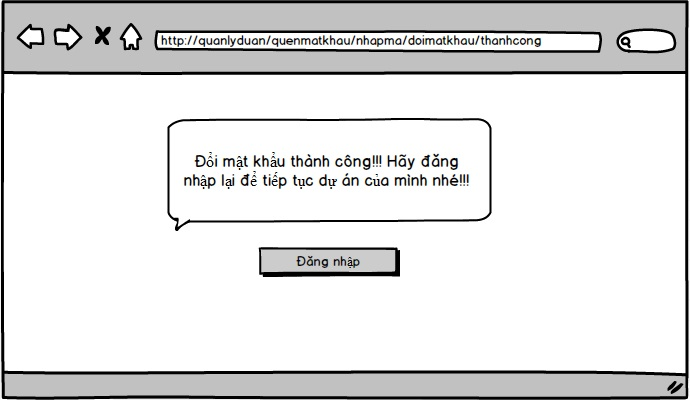 http://quanlyduan/quenmatkhau/nhapma/doimatkhau/thanhcong
Đổi mật khẩu thành công!!! Hãy đăng
nhập lại để tiếp tục dự án của mình nhé!!!
Đăng nhập